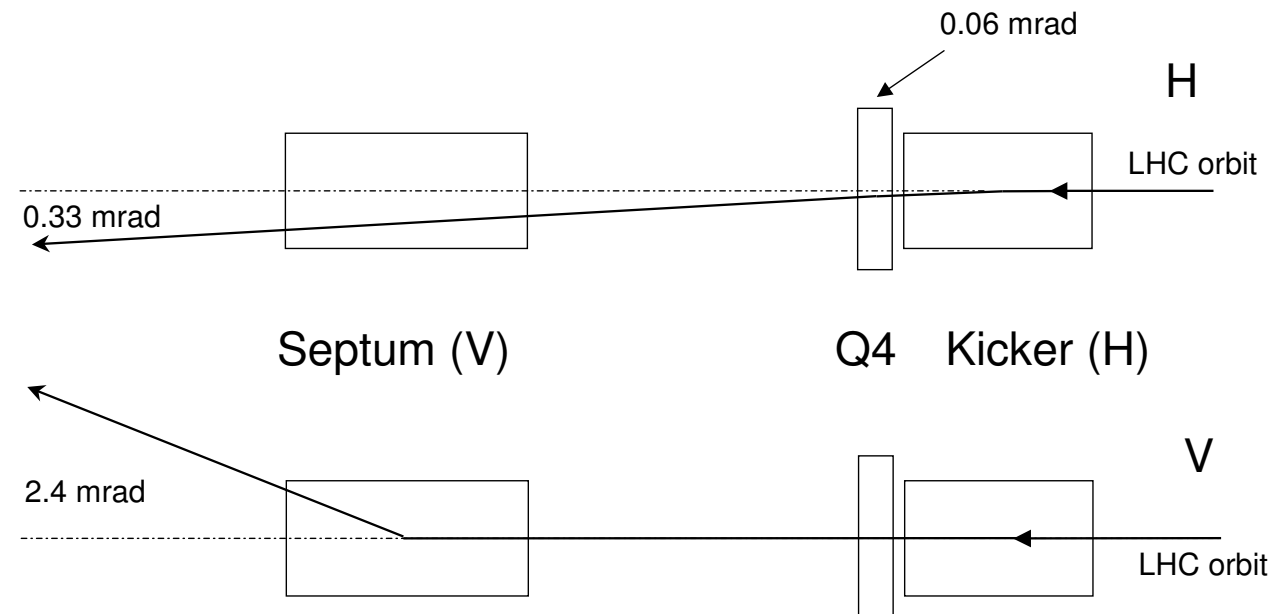 0.06 mrad
H
LHC orbit
0.33 mrad
Septum (V)
Q4
Kicker (H)
V
2.4 mrad
LHC orbit